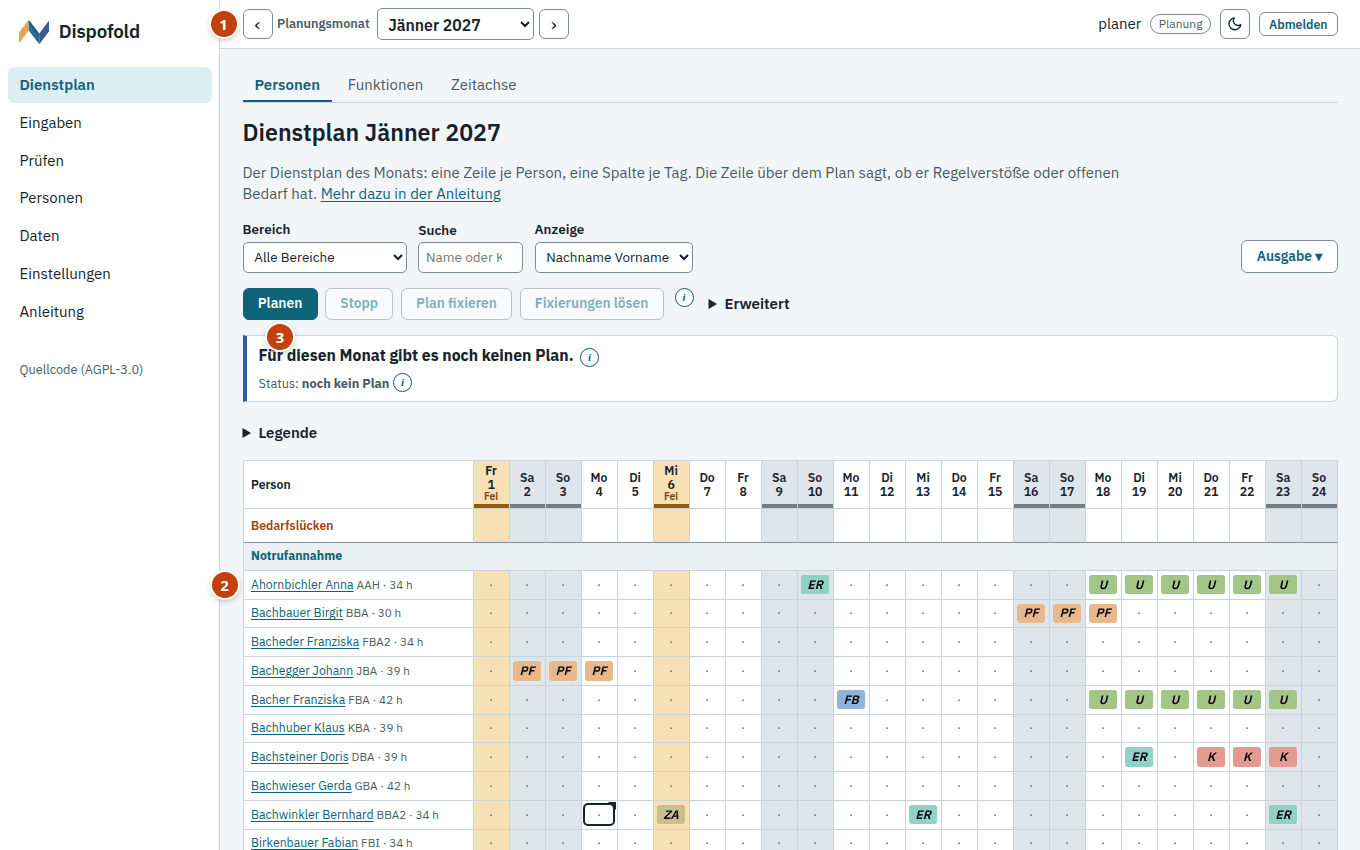 Dispofold
1
‹ Planungsmonat Jänner 2027 ›
planer Planung Abmelden
Dienstplan
Eingaben
Prüfen
Personen
Daten
Einstellungen
Anleitung
Quellcode (AGPL-3.0)
Personen Funktionen Zeitachse
Dienstplan Jänner 2027
Der Dienstplan des Monats: eine Zeile je Person, eine Spalte je Tag. Die Zeile über dem Plan sagt, ob er Regelverstöße oder offenen
Bedarf hat. Mehr dazu in der Anleitung
Bereich Suche Anzeige
Alle Bereiche Name oder K Nachname Vorname Ausgabe ▾
Planen Stopp Plan fixieren Fixierungen lösen i ▶ Erweitert
3
Für diesen Monat gibt es noch keinen Plan. i
Status: noch kein Plan i
▶ Legende
Person Fr 1 Fei Sa 2 So 3 Mo 4 Di 5 Mi 6 Fei Do 7 Fr 8 Sa 9 So 10 Mo 11 Di 12 Mi 13 Do 14 Fr 15 Sa 16 So 17 Mo 18 Di 19 Mi 20 Do 21 Fr 22 Sa 23 So 24
Bedarfslücken
Notrufannahme
2
Ahornbichler Anna AAH · 34 h · · · · · · · · · ER · · · · · · · U U U U U U ·
Bachbauer Birgit BBA · 30 h · · · · · · · · · · · · · · · PF PF PF · · · · · ·
Bacheder Franziska FBA2 · 34 h · · · · · · · · · · · · · · · · · · · · · · · ·
Bachegger Johann JBA · 39 h · PF PF PF · · · · · · · · · · · · · · · · · · · ·
Bacher Franziska FBA · 42 h · · · · · · · · · · FB · · · · · · U U U U U U ·
Bachhuber Klaus KBA · 39 h · · · · · · · · · · · · · · · · · · · · · · · ·
Bachsteiner Doris DBA · 39 h · · · · · · · · · · · · · · · · · · ER · K K K ·
Bachwieser Gerda GBA · 42 h · · · · · · · · · · · · · · · · · · · · · · · ·
Bachwinkler Bernhard BBA2 · 34 h · · · · · ZA · · · · · · ER · · · · · · · · · ER ·
Birkenbauer Fabian FBI · 34 h · · · · · · · · · · · · · · · · · · · · · · · ·